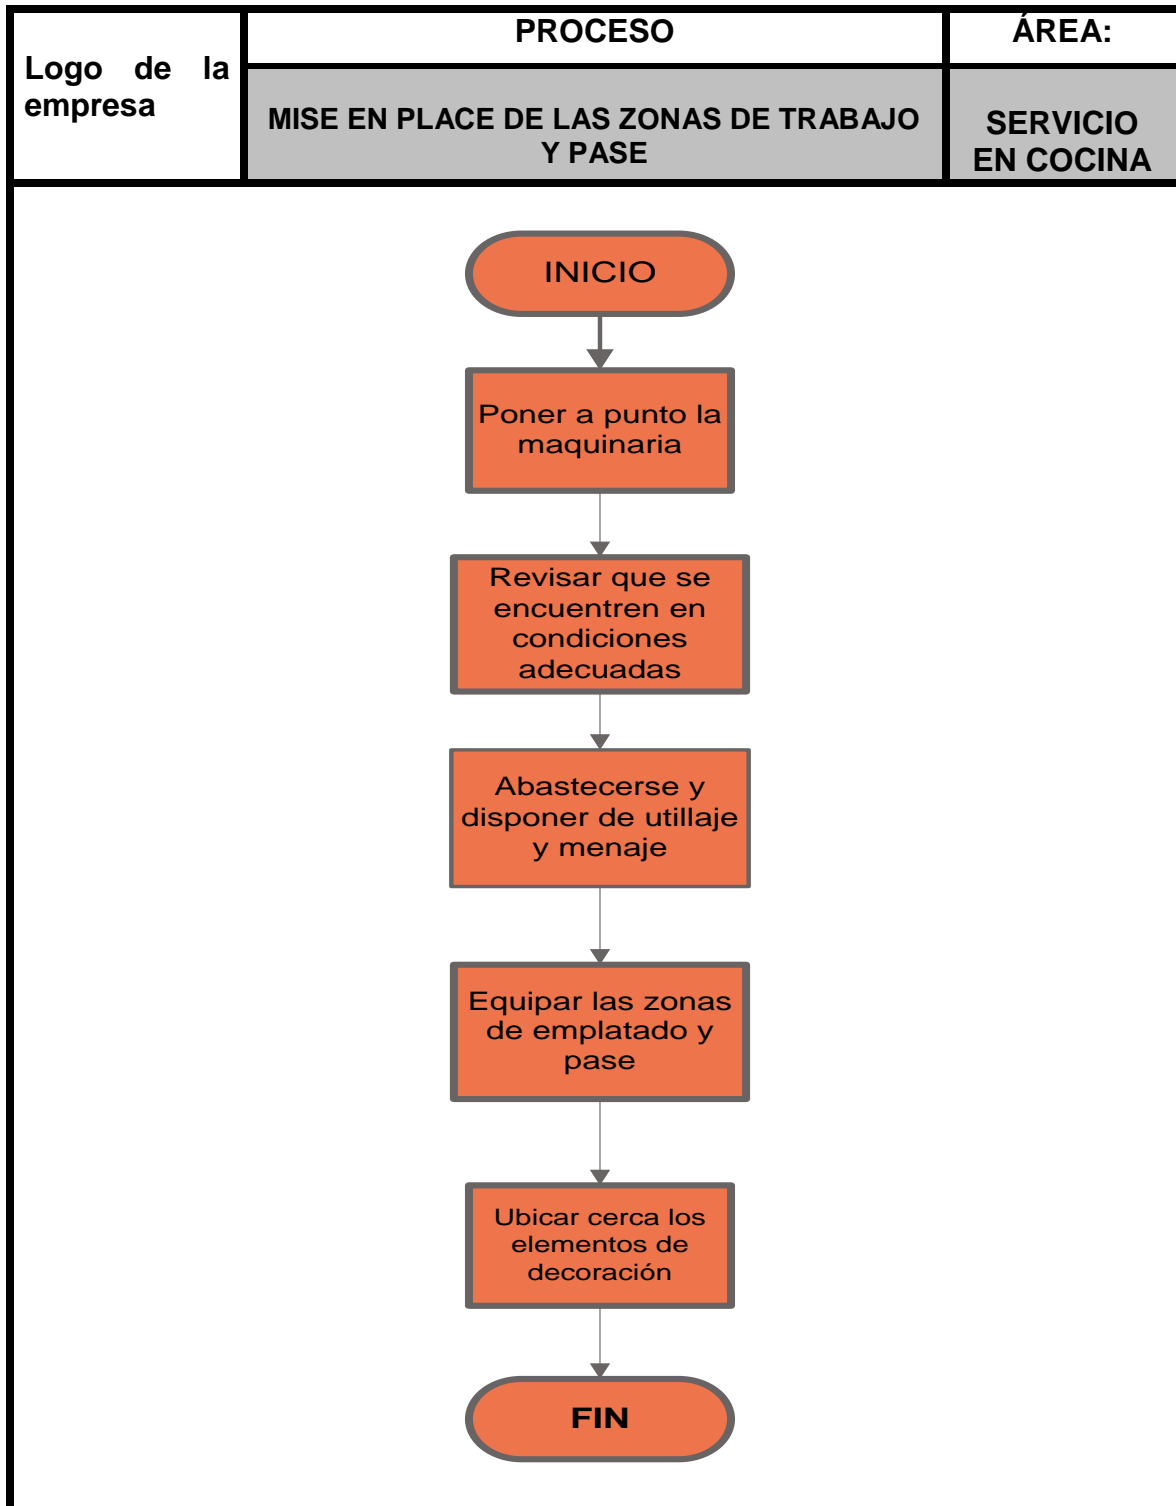 Logo de la
empresa
PROCESO
ÁREA:
MISE EN PLACE DE LAS ZONAS DE TRABAJO
Y PASE
SERVICIO
EN COCINA
INICIO
Poner a punto la
maquinaria
Revisar que se
encuentren en
condiciones
adecuadas
Abastecerse y
disponer de utillaje
y menaje
Equipar las zonas
de emplatado y
pase
Ubicar cerca los
elementos de
decoración
FIN